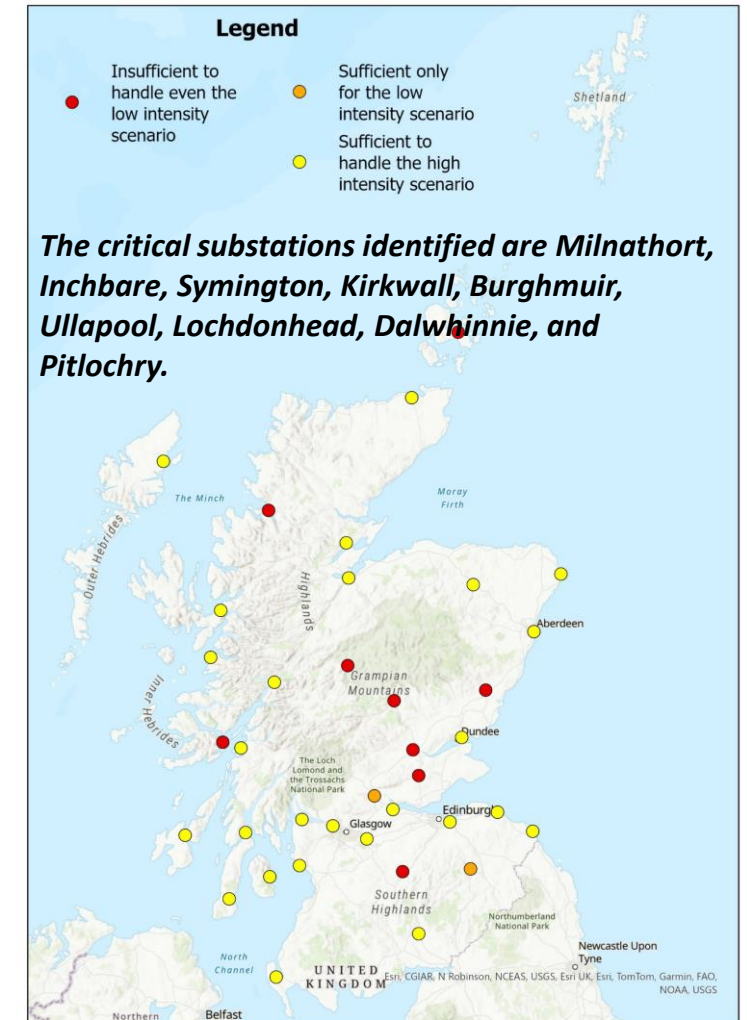 Legend
Insufficient to
handle even the
low intensity
scenario
Sufficient only
for the low
intensity scenario
Sufficient to
handle the high
intensity scenario
Shetland
The critical substations identified are Milnathort,
Inchbare, Symington, Kirkwall, Burghmuir,
Ullapool, Lochdonhead, Dalwhinnie, and
Pitlochry.
The Minch
Moray
Firth
Outer Hebrides
Highlands
Aberdeen
Grampian
Mountains
Inner Hebrides
Dundee
The Loch
Lomond and
the Trossachs
National Park
Edinburgh
Glasgow
Southern
Highlands
Northumberland
National Park
North
Channel
Newcastle Upon
Tyne
UNITED
KINGDOM
Esri, CGIAR, N Robinson, NCEAS, USGS, Esri UK, Esri, TomTom, Garmin, FAO,
NOAA, USGS
Northern
Belfast